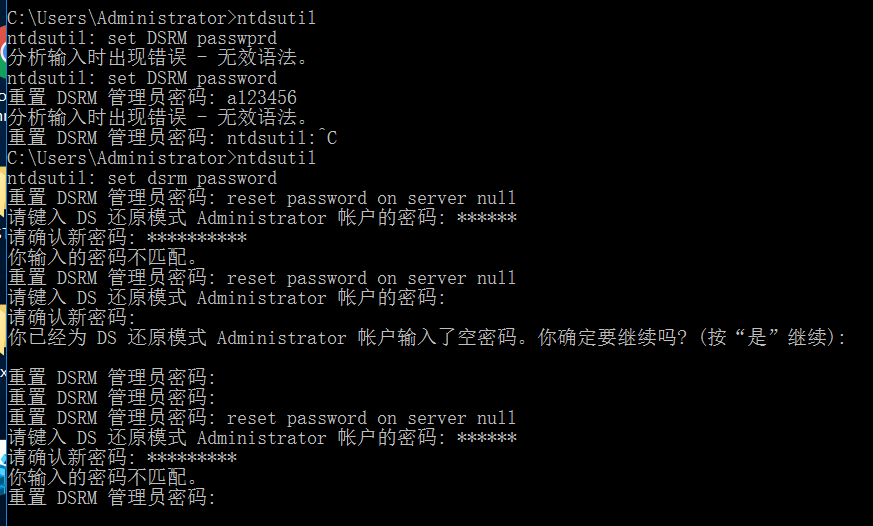 C:\Users\Administrator>ntdsutil
ntdsutil: set DSRM passwprd
分析输入时出现错误 - 无效语法。
ntdsutil: set DSRM password
重置 DSRM 管理员密码: a123456
分析输入时出现错误 - 无效语法。
重置 DSRM 管理员密码: ntdsutil:^C
C:\Users\Administrator>ntdsutil
ntdsutil: set dsrm password
重置 DSRM 管理员密码: reset password on server null
请键入 DS 还原模式 Administrator 帐户的密码: ******
请确认新密码: **********
你输入的密码不匹配。
重置 DSRM 管理员密码: reset password on server null
请键入 DS 还原模式 Administrator 帐户的密码:
请确认新密码:
你已经为 DS 还原模式 Administrator 帐户输入了空密码。你确定要继续吗? (按“是”继续):
重置 DSRM 管理员密码:
重置 DSRM 管理员密码:
重置 DSRM 管理员密码: reset password on server null
请键入 DS 还原模式 Administrator 帐户的密码: ******
请确认新密码: *********
你输入的密码不匹配。
重置 DSRM 管理员密码: